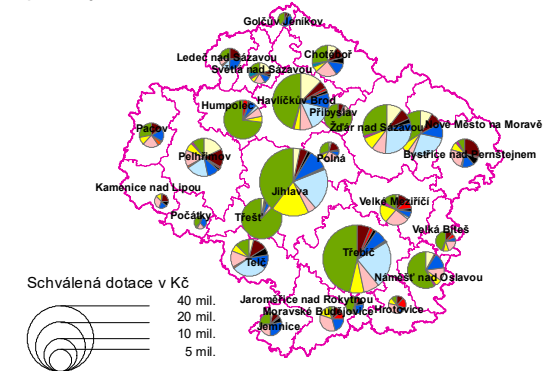 Golčův Jeníkov
Ledeč nad Sázavou
Chotěboř
Světlá nad Sázavou
Havlíčkův Brod
Humpolec
Přibyslav
Žďár nad Sázavou
Nové Město na Moravě
Pacov
Pelhřimov
Polná
Bystřice nad Pernštejnem
Jihlava
Kamenice nad Lipou
Velké Meziříčí
Počátky
Třešť
Velká Bíteš
Telč
Třebíč
Náměšť nad Oslavou
Schválená dotace v Kč
40 mil.
20 mil.
10 mil.
5 mil.
Jaroměřice nad Rokytnou
Moravské Budějovice
Hrotovice
Jemnice